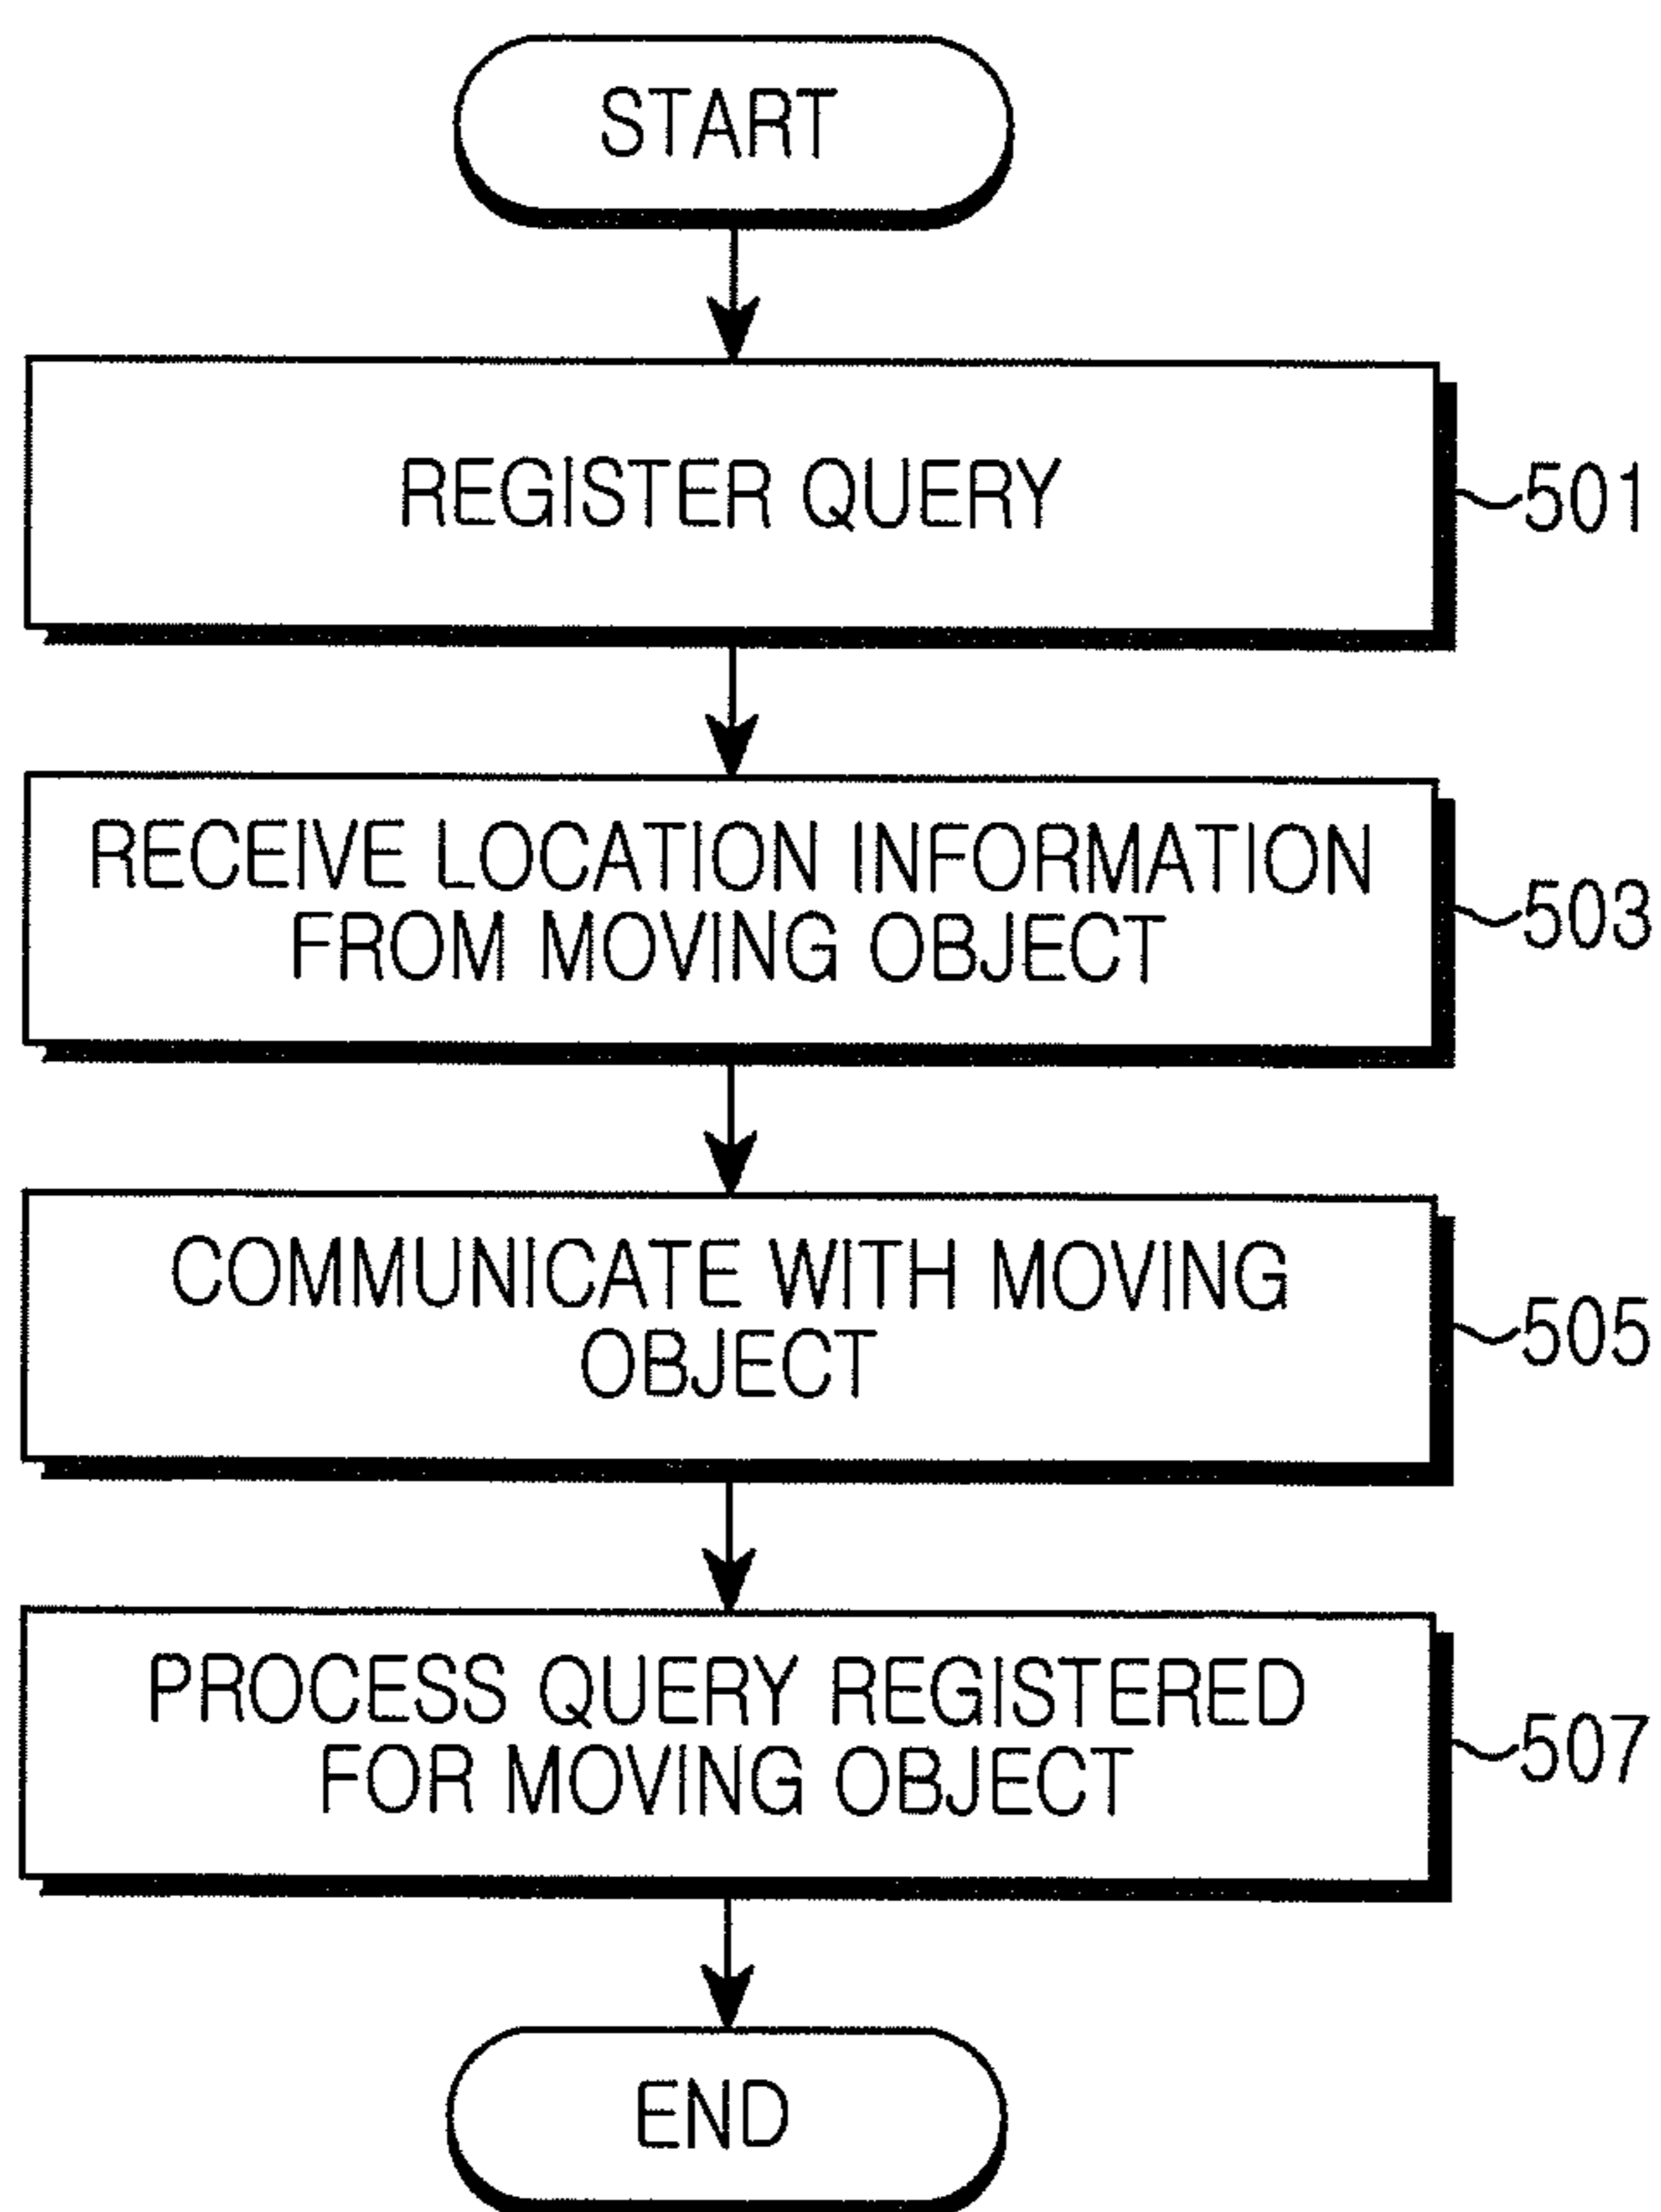 START
REGISTER QUERY
501
RECEIVE LOCATION INFORMATION
FROM MOVING OBJECT
503
COMMUNICATE WITH MOVING
OBJECT
505
PROCESS QUERY REGISTERED
FOR MOVING OBJECT
507
END